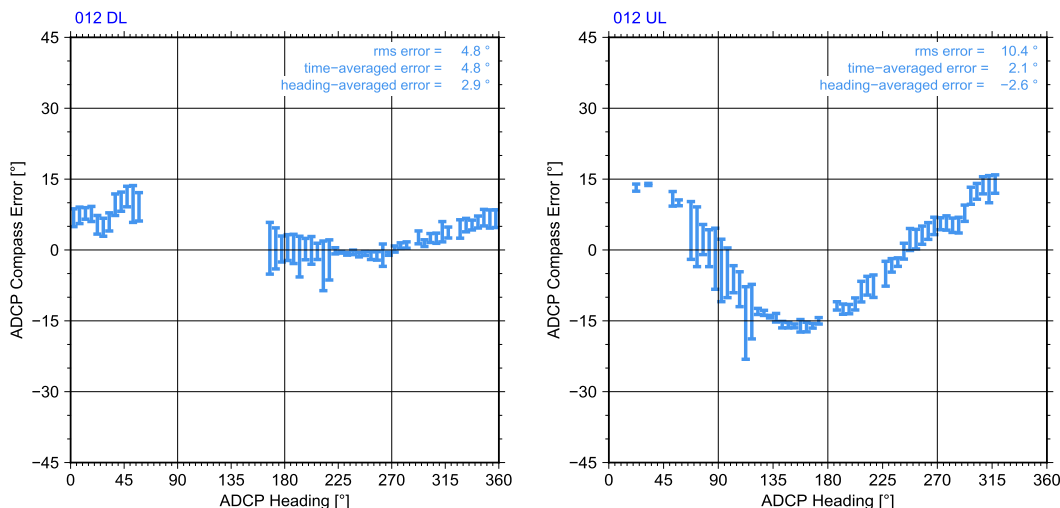 012 DL
rms error = 4.8 °
time−averaged error = 4.8 °
heading−averaged error = 2.9 °
45
30
15
0
−15
−30
−45
ADCP Compass Error [°]
0 45 90 135 180 225 270 315 360
ADCP Heading [°]
012 UL
rms error = 10.4 °
time−averaged error = 2.1 °
heading−averaged error = −2.6 °
45
30
15
0
−15
−30
−45
ADCP Compass Error [°]
0 45 90 135 180 225 270 315 360
ADCP Heading [°]